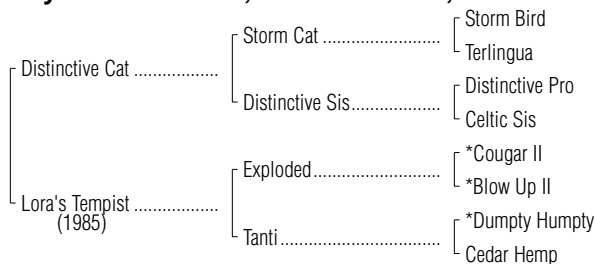 Storm Bird
Storm Cat ........................
Terlingua
Distinctive Cat ..................
Distinctive Pro
Distinctive Sis...................
Celtic Sis
*Cougar II
Exploded...........................
*Blow Up II
Lora's Tempist ..................
(1985)
*Dumpty Humpty
Tanti..................................
Cedar Hemp